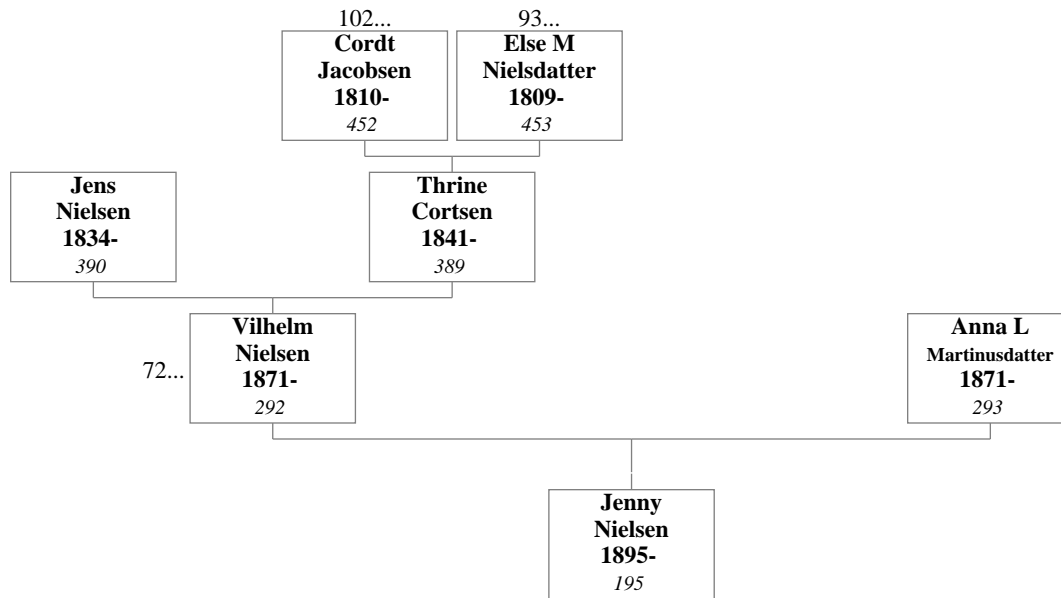 102...
93...
Cordt
Jacobsen
1810-
452
Else M
Nielsdatter
1809-
453
Jens
Nielsen
1834-
390
Thrine
Cortsen
1841-
389
72...
Vilhelm
Nielsen
1871-
292
Anna L
Martinusdatter
1871-
293
Jenny
Nielsen
1895-
195